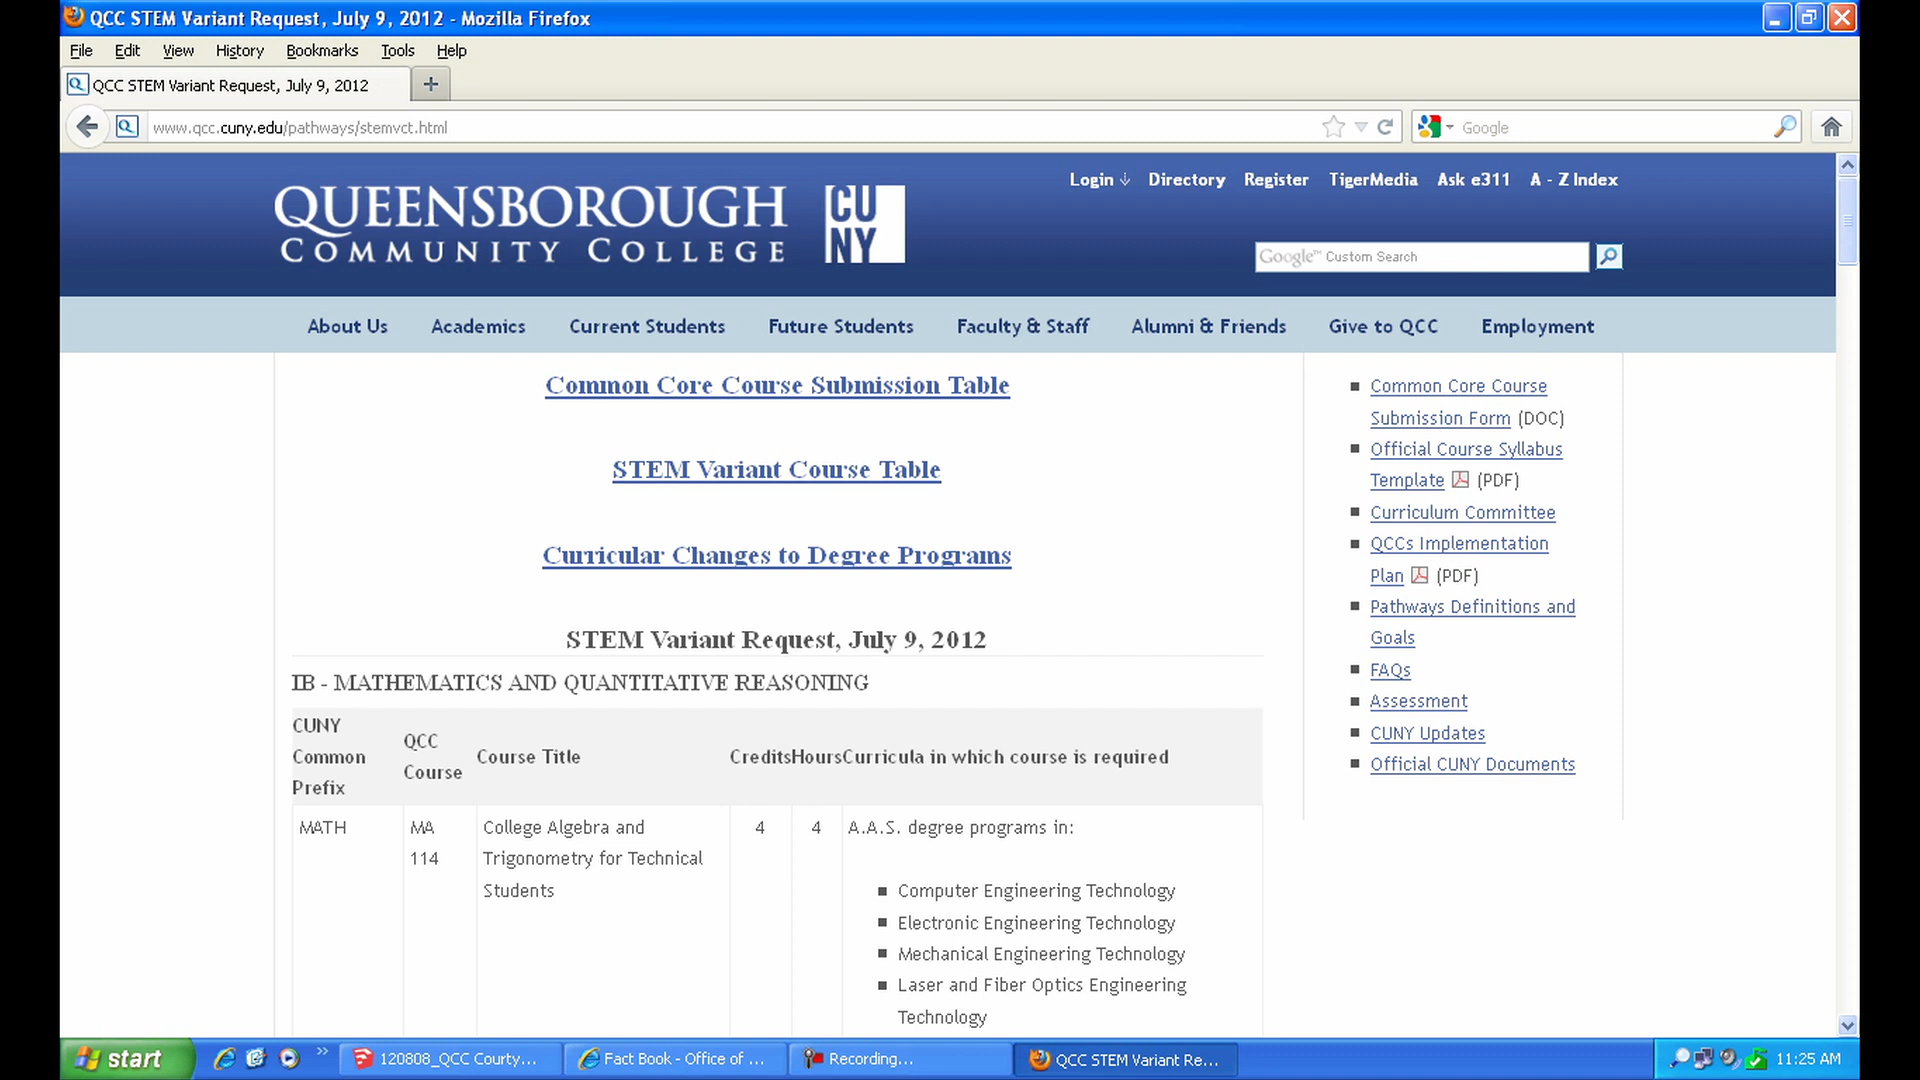 QCC STEM Variant Request, July 9, 2012 - Mozilla Firefox
File Edit View History Bookmarks Tools Help
QCC STEM Variant Request, July 9, 2012
www.qcc.cuny.edu/pathways/stemvct.html
Google
Login Directory Register TigerMedia Ask e311 A - Z Index
QUEENSBOROUGH
COMMUNITY COLLEGE
CU
NY
Google™ Custom Search
About Us Academics Current Students Future Students Faculty & Staff Alumni & Friends Give to QCC Employment
Common Core Course Submission Table
STEM Variant Course Table
Curricular Changes to Degree Programs
STEM Variant Request, July 9, 2012
IB - MATHEMATICS AND QUANTITATIVE REASONING
CUNY
Common
Prefix
QCC
Course
Course Title
Credits
Hours
Curricula in which course is required
MATH
MA
114
College Algebra and
Trigonometry for Technical
Students
4
4
A.A.S. degree programs in:
Computer Engineering Technology
Electronic Engineering Technology
Mechanical Engineering Technology
Laser and Fiber Optics Engineering
Technology
Common Core Course
Submission Form (DOC)
Official Course Syllabus
Template (PDF)
Curriculum Committee
QCCs Implementation
Plan (PDF)
Pathways Definitions and
Goals
FAQs
Assessment
CUNY Updates
Official CUNY Documents
start
120808_QCC Courty...
Fact Book - Office of ...
Recording...
QCC STEM Variant Re...
11:25 AM